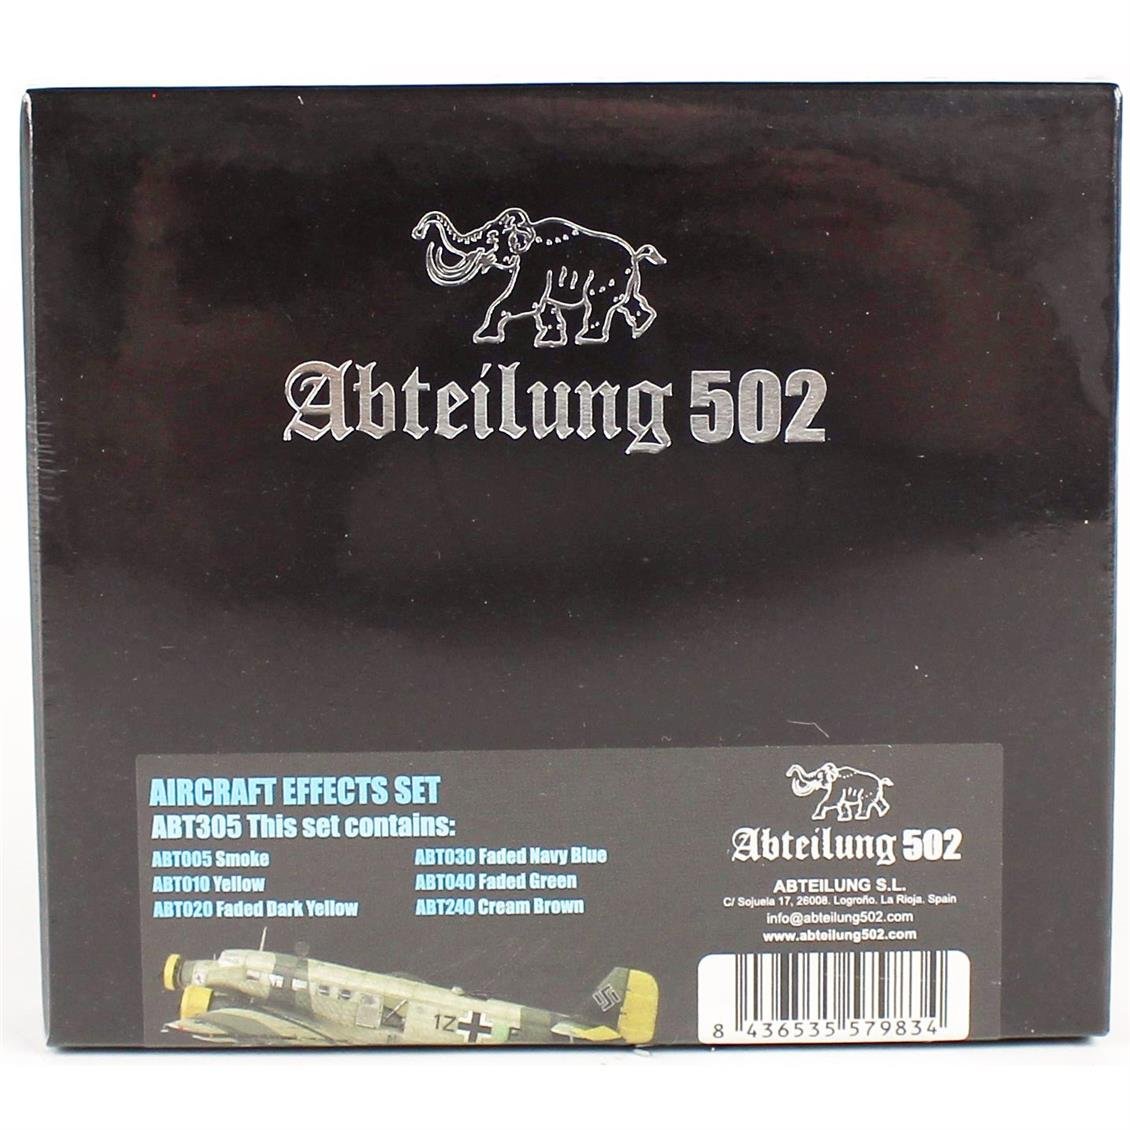 Abteilung 502
AIRCRAFT EFFECTS SET
ABT305 This set contains:
ABT005 Smoke
ABT010 Yellow
ABT020 Faded Dark Yellow
ABT030 Faded Navy Blue
ABT040 Faded Green
ABT240 Cream Brown
Abteilung 502
ABTEILUNG S.L.
C/ Sojuela 17, 26008. Logroño. La Rioja. Spain
info@abteilung502.com
www.abteilung502.com
1Z
8 436535 579834